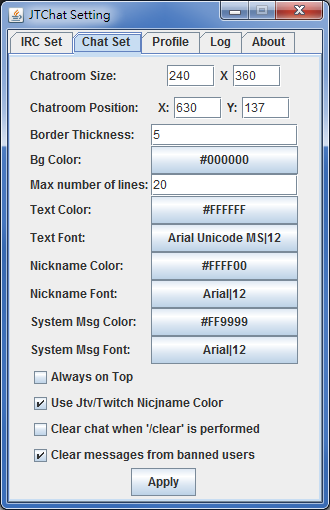 JTChat Setting
IRC Set Chat Set Profile Log About
Chatroom Size: 240 X 360
Chatroom Position: X: 630 Y: 137
Border Thickness: 5
Bg Color: #000000
Max number of lines: 20
Text Color: #FFFFFF
Text Font: Arial Unicode MS|12
Nickname Color: #FFFF00
Nickname Font: Arial|12
System Msg Color: #FF9999
System Msg Font: Arial|12
Always on Top
Use Jtv/Twitch Nicjname Color
Clear chat when '/clear' is performed
Clear messages from banned users
Apply